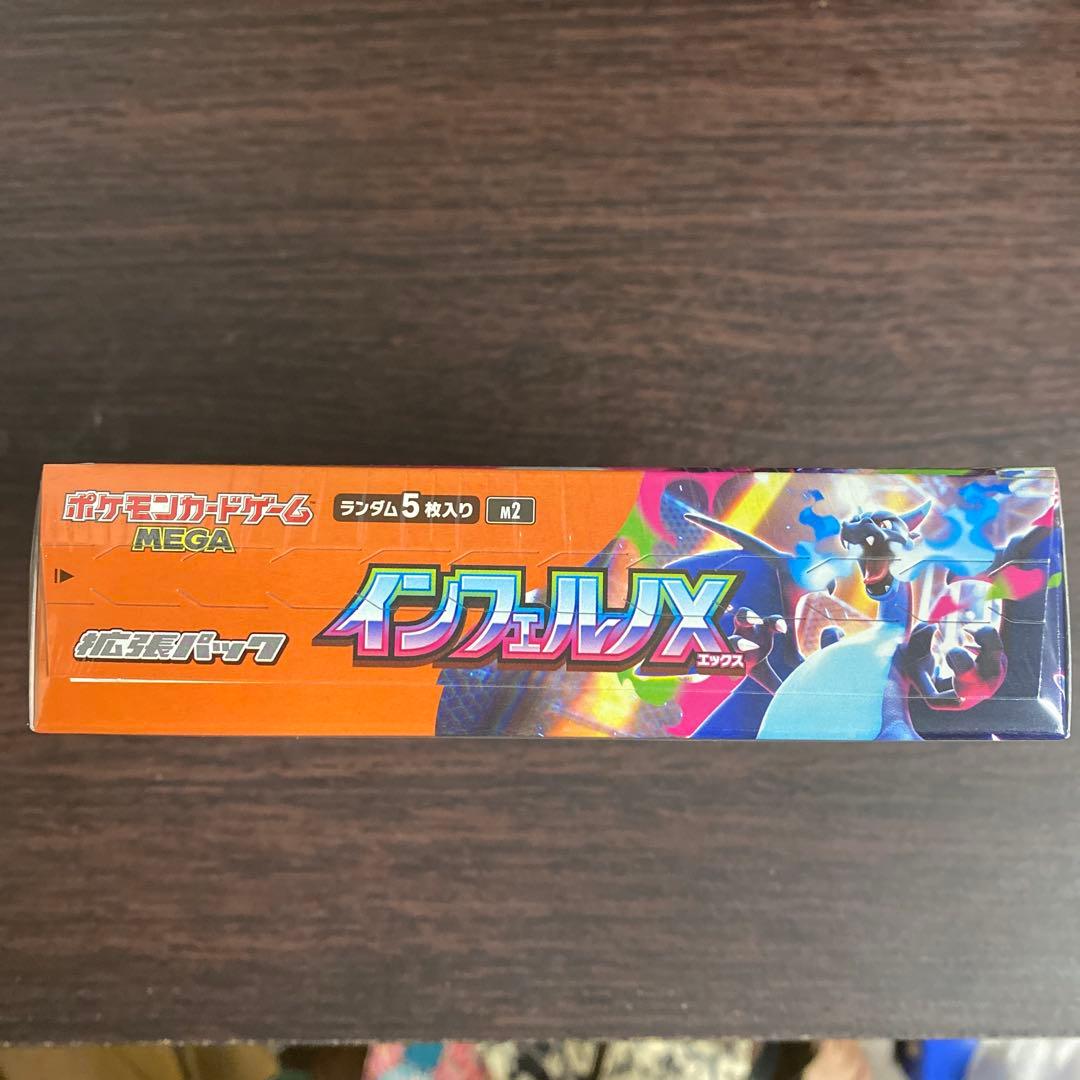 ポケモンカードゲーム
MEGA
ランダム5枚入り
M2
拡張パック
インフェルノX
エックス